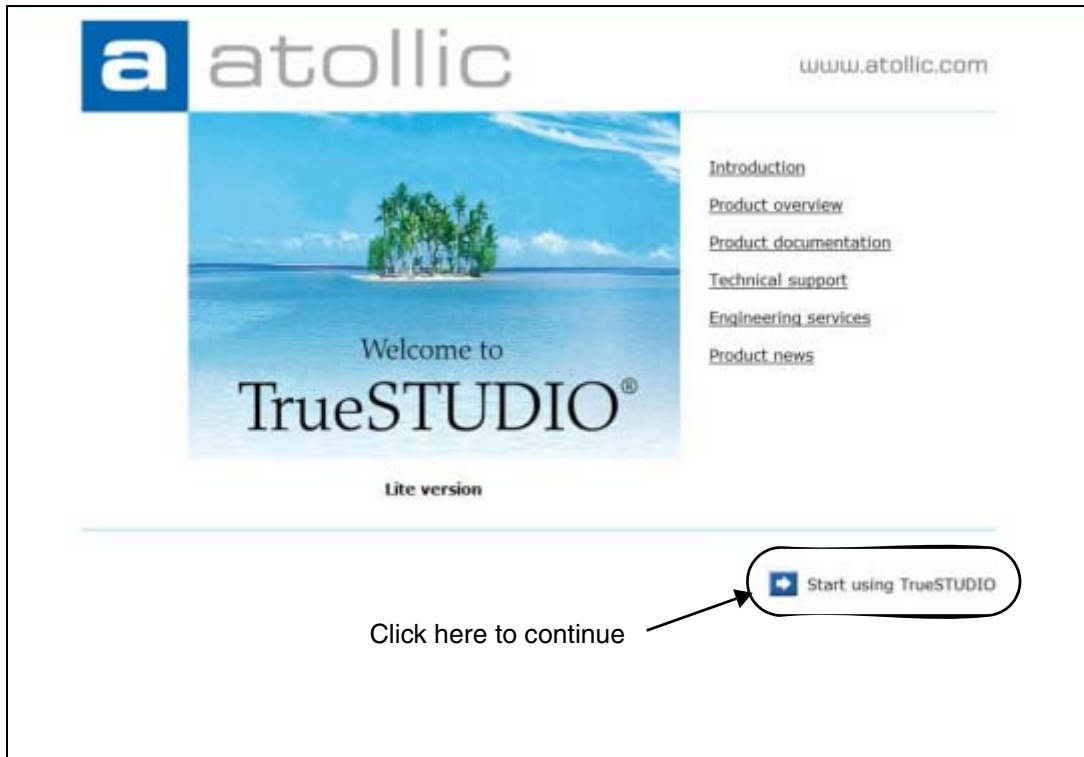 a atollic
www.atollic.com
Introduction
Product overview
Product documentation
Technical support
Engineering services
Product news
Welcome to
TrueSTUDIO®
Lite version
Start using TrueSTUDIO
Click here to continue